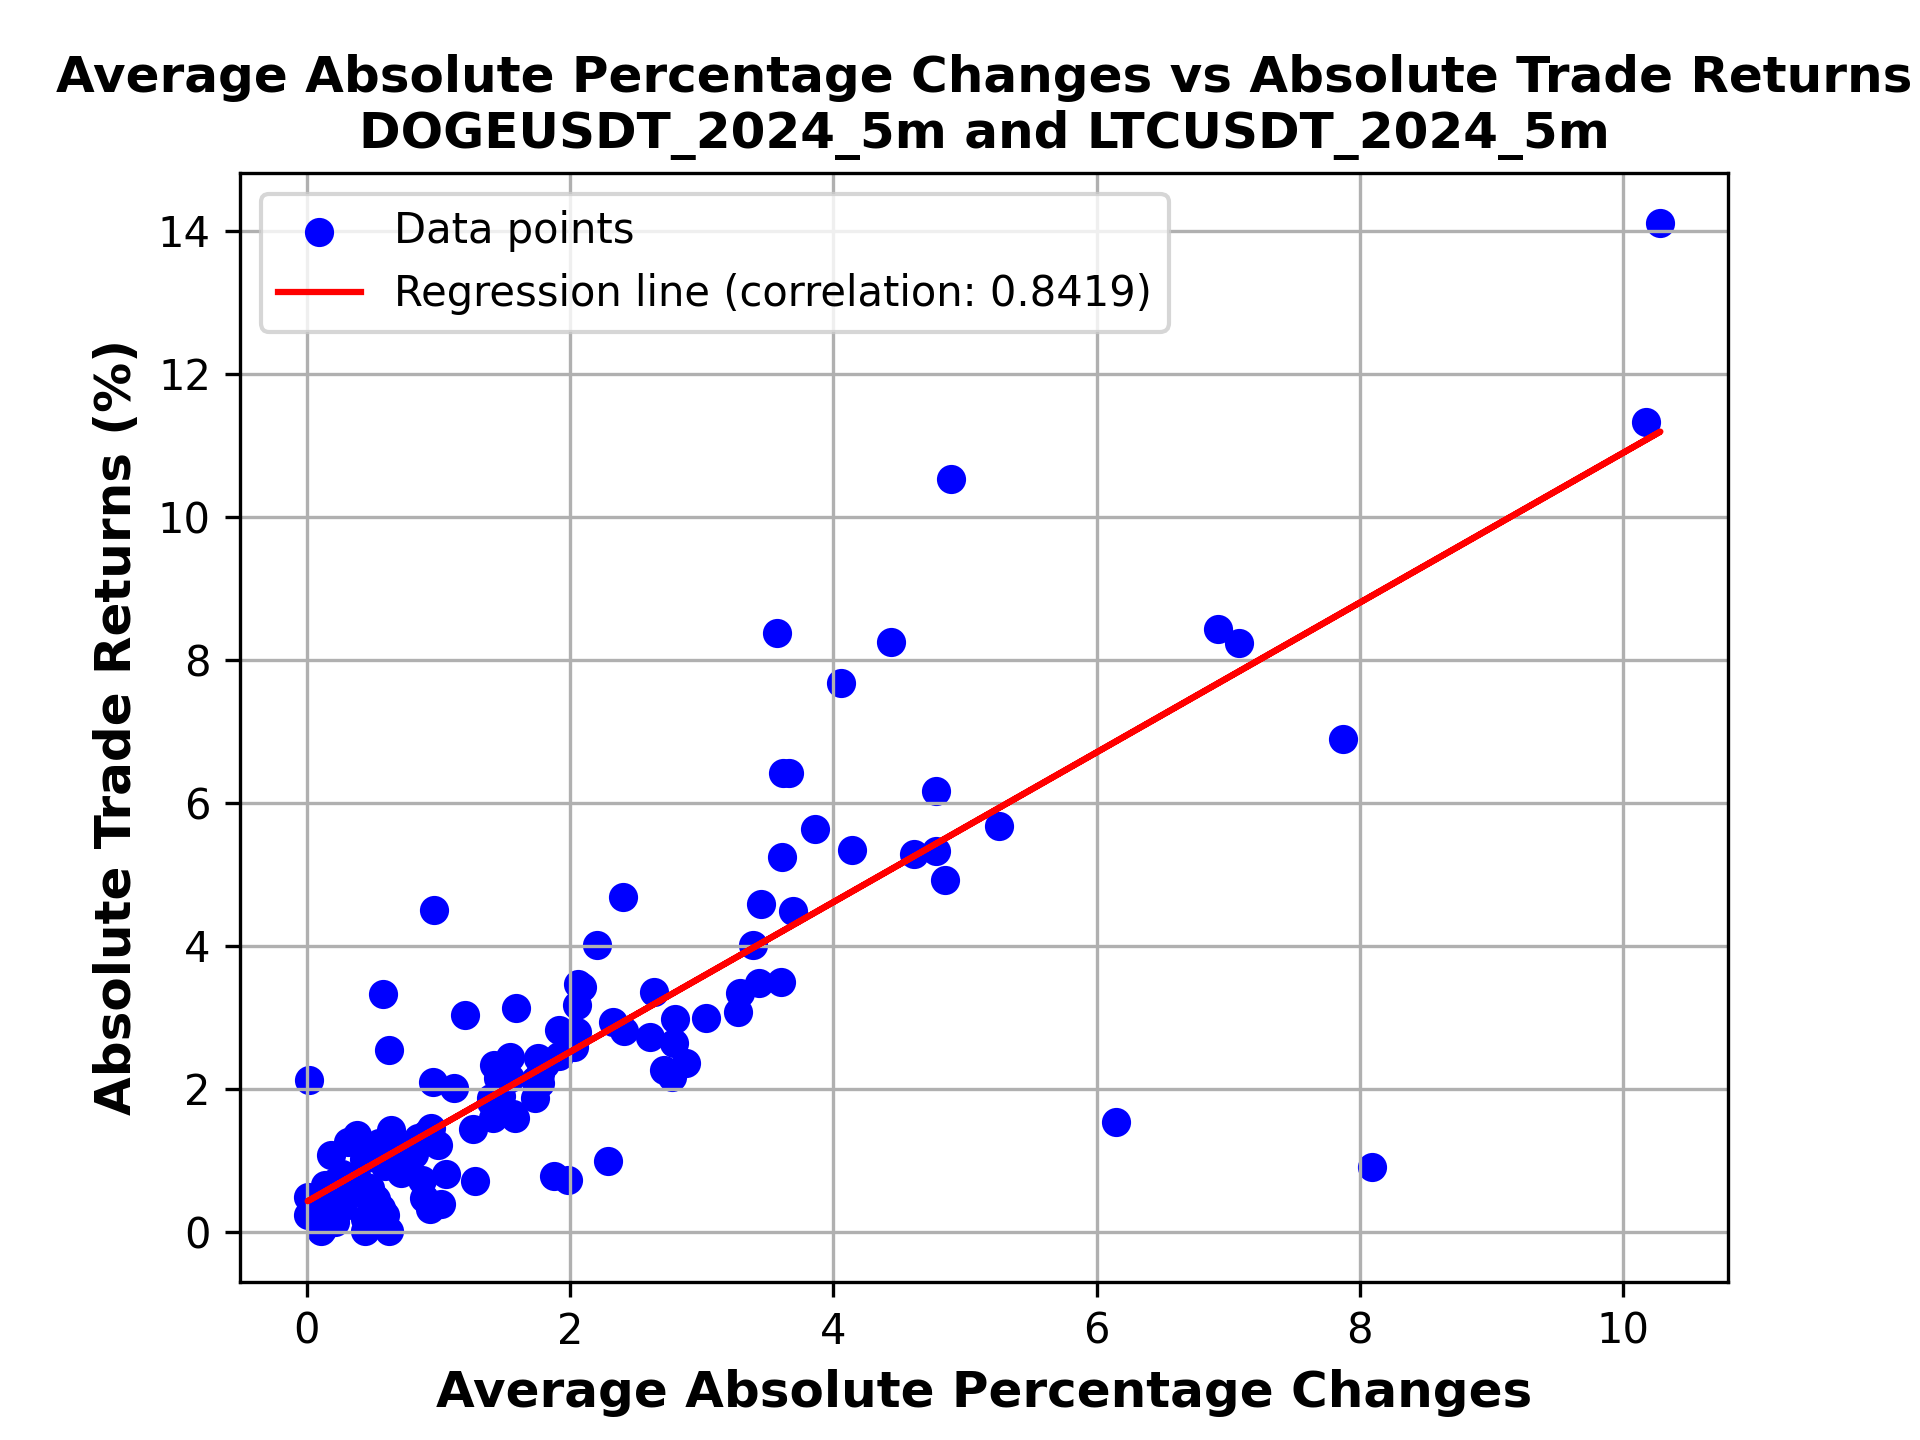 Average Absolute Percentage Changes vs Absolute Trade Returns
DOGEUSDT_2024_5m and LTCUSDT_2024_5m
Data points
Regression line (correlation: 0.8419)
Absolute Trade Returns (%)
14
12
10
8
6
4
2
0
0 2 4 6 8 10
Average Absolute Percentage Changes